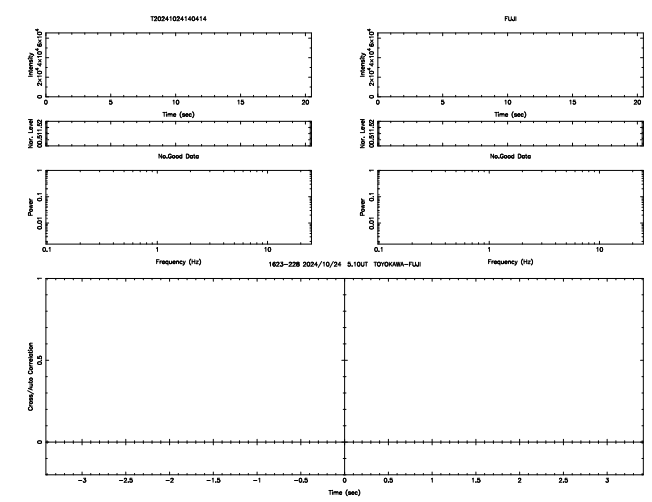 T20241024140414
FUJI
Intensity
0 2×10⁴ 4×10⁴ 6×10⁴
0 5 10 15 20
Time (sec)
Intensity
0 2×10⁴ 4×10⁴ 6×10⁴
0 5 10 15 20
Time (sec)
Nor. Level
00.511.52
Nor. Level
00.511.52
No.Good Data
No.Good Data
Power
1
0.1
0.01
0.1 1 10
Frequency (Hz)
Power
1
0.1
0.01
0.1 1 10
Frequency (Hz)
1623-228 2024/10/24 5.10UT TOYOKAWA-FUJI
Cross/Auto Correlation
1
0.5
0
-3 -2.5 -2 -1.5 -1 -0.5 0 0.5 1 1.5 2 2.5 3
Time (sec)